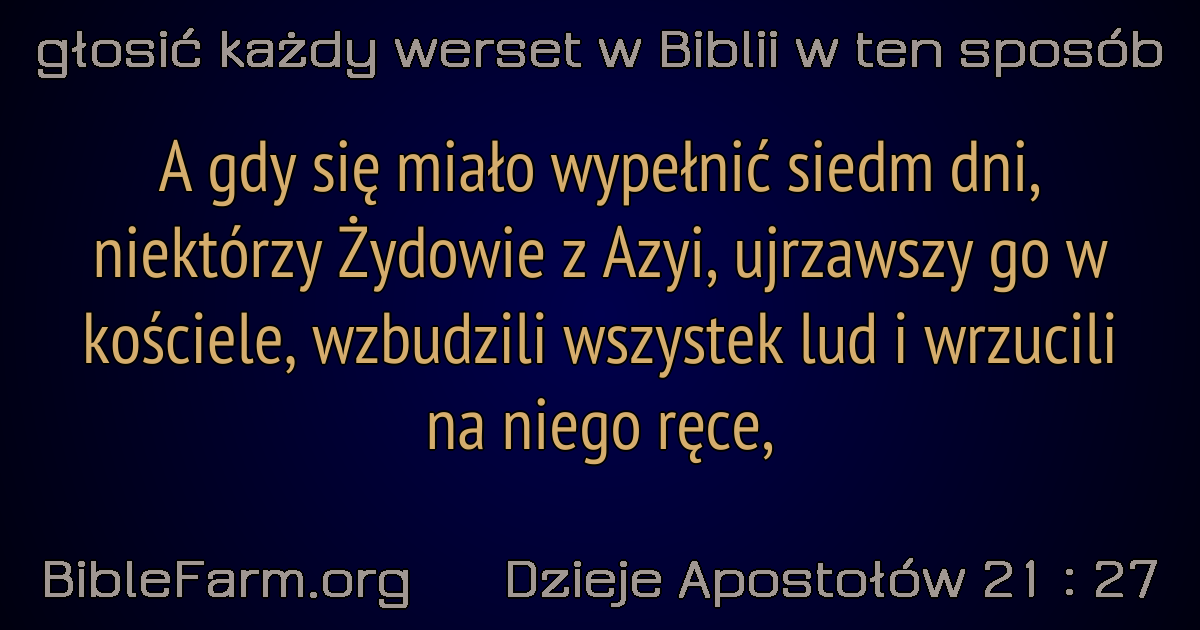 głosić każdy werset w Biblii w ten sposób
A gdy się miało wypełnić siedm dni,
niektórzy Żydowie z Azyi, ujrzawszy go w
kościele, wzbudzili wszystek lud i wrzucili
na niego ręce,
BibleFarm.org Dzieje Apostołów 21 : 27